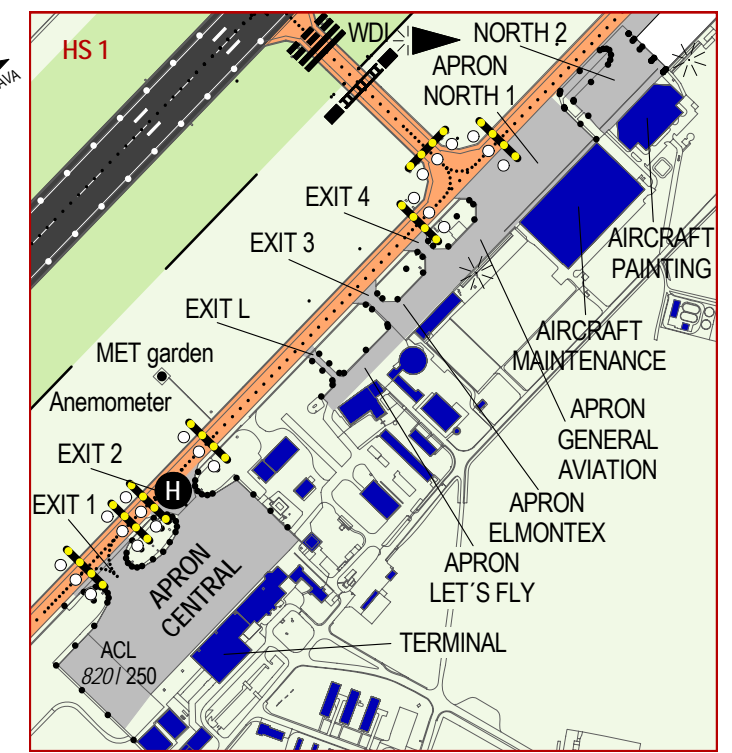 HS 1
WDI
NORTH 2
APRON
NORTH 1
AVA
EXIT 4
EXIT 3
EXIT L
AIRCRAFT
PAINTING
MET garden
AIRCRAFT
MAINTENANCE
Anemometer
APRON
GENERAL
AVIATION
EXIT 2
H
EXIT 1
APRON
ELMONTEX
APRON
LET´S FLY
APRON
CENTRAL
TERMINAL
ACL
820 / 250